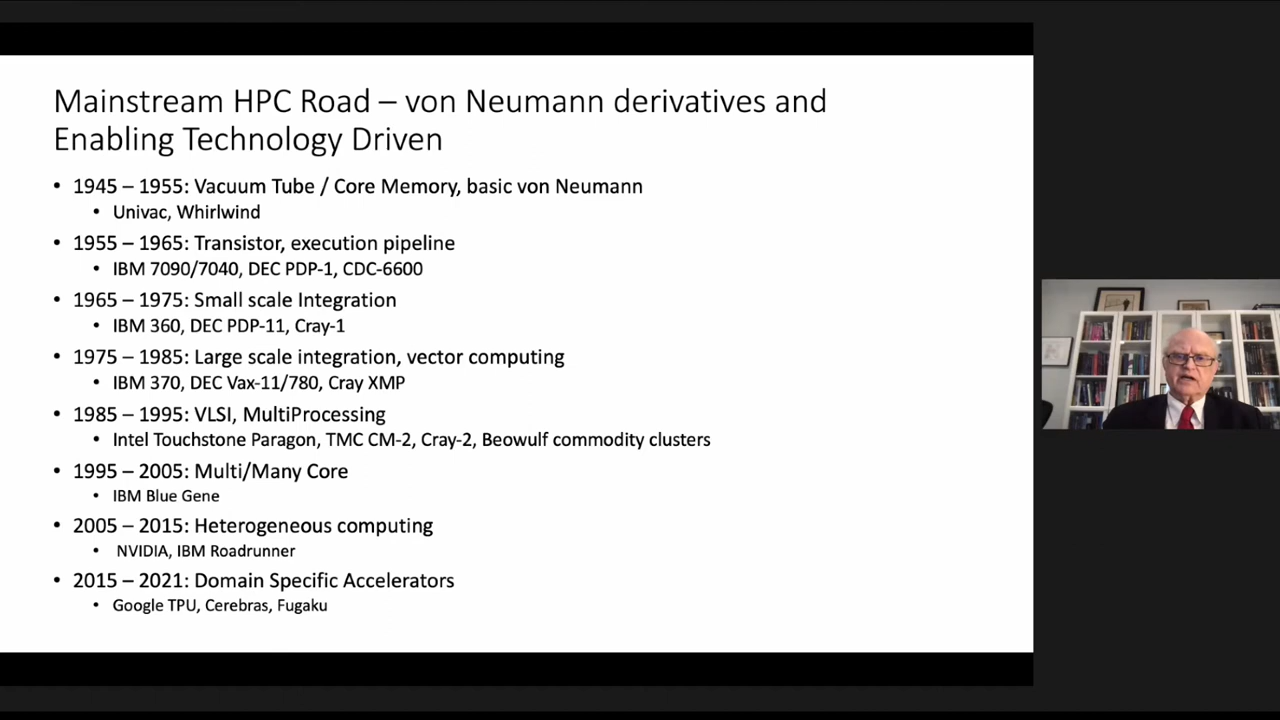 Mainstream HPC Road – von Neumann derivatives and
Enabling Technology Driven
• 1945 – 1955: Vacuum Tube / Core Memory, basic von Neumann
• Univac, Whirlwind
• 1955 – 1965: Transistor, execution pipeline
• IBM 7090/7040, DEC PDP-1, CDC-6600
• 1965 – 1975: Small scale Integration
• IBM 360, DEC PDP-11, Cray-1
• 1975 – 1985: Large scale integration, vector computing
• IBM 370, DEC Vax-11/780, Cray XMP
• 1985 – 1995: VLSI, MultiProcessing
• Intel Touchstone Paragon, TMC CM-2, Cray-2, Beowulf commodity clusters
• 1995 – 2005: Multi/Many Core
• IBM Blue Gene
• 2005 – 2015: Heterogeneous computing
• NVIDIA, IBM Roadrunner
• 2015 – 2021: Domain Specific Accelerators
• Google TPU, Cerebras, Fugaku